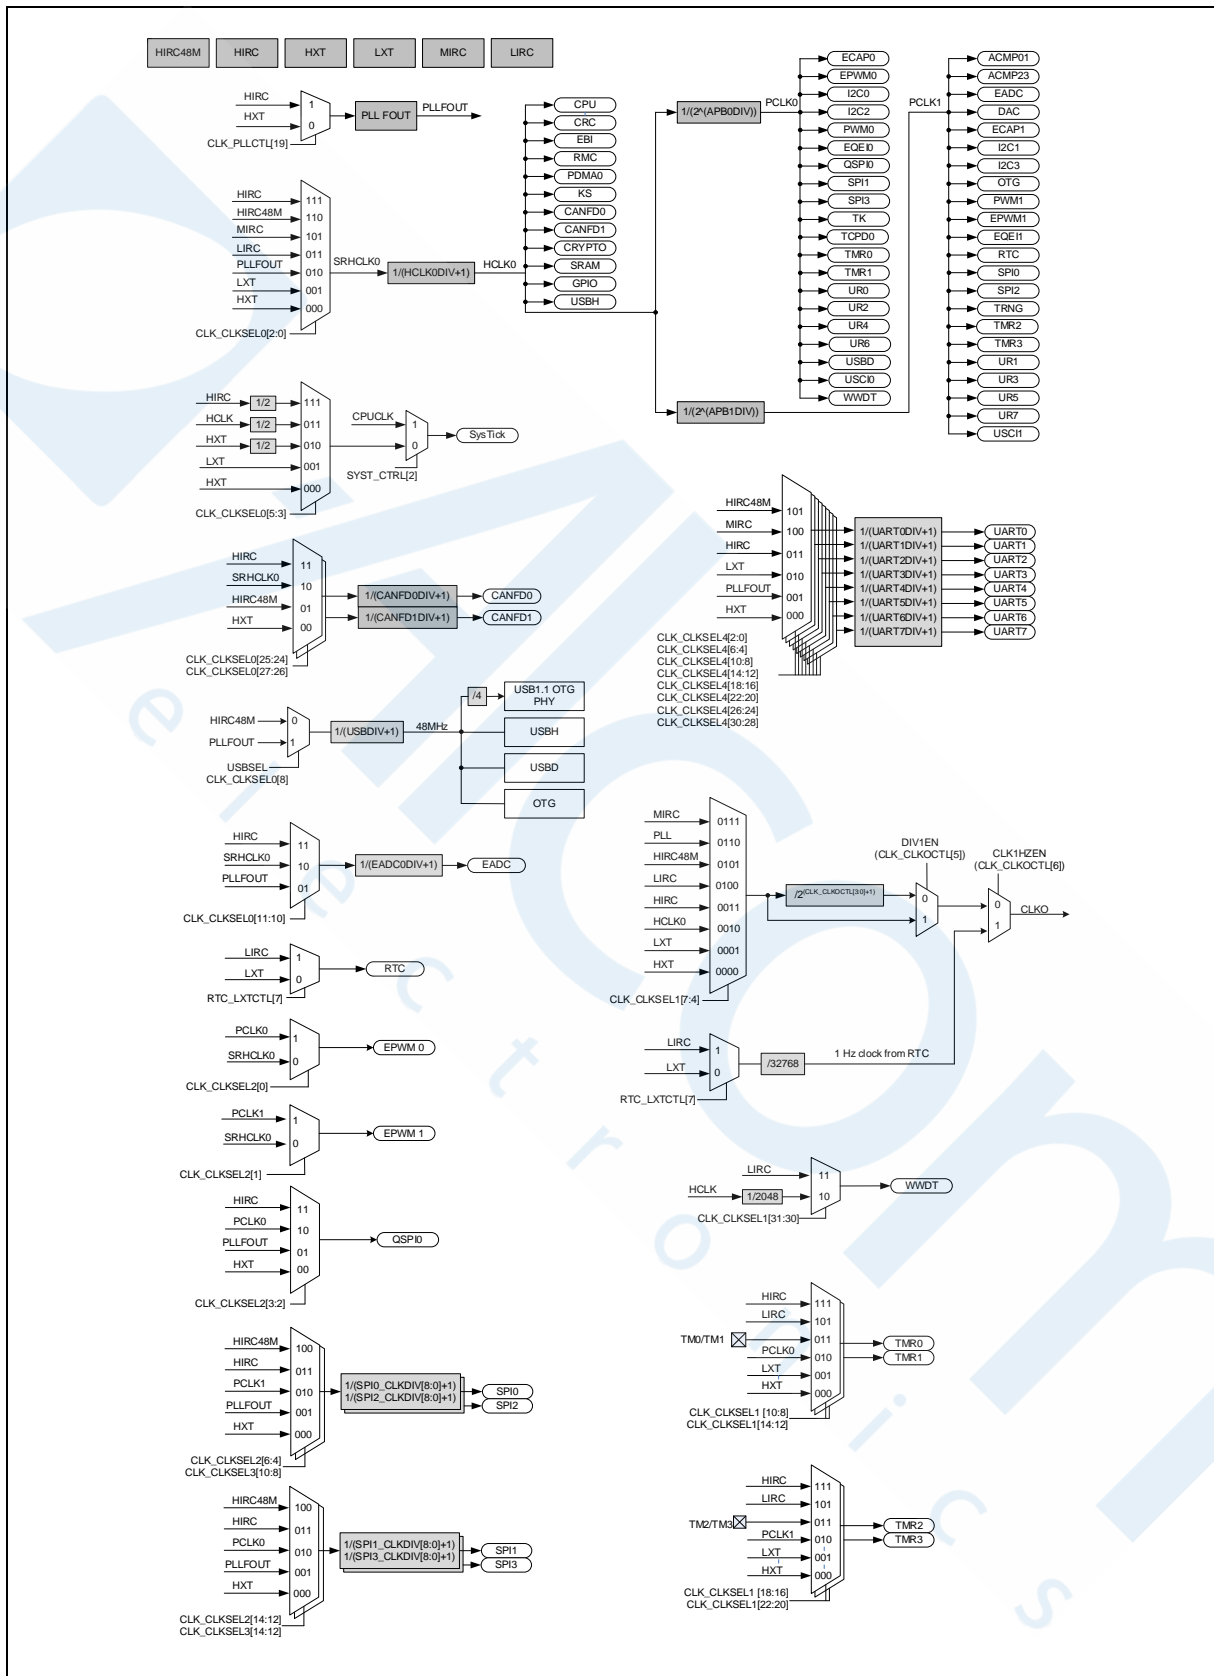 HIRC48M HIRC HXT LXT MIRC LIRC
HIRC
HXT
1
0
CLK_PLLCTL[19]
PLL FOUT
PLLFOUT
HIRC
HIRC48M
MIRC
LIRC
PLLFOUT
LXT
HXT
111
110
101
011
010
001
000
CLK_CLKSEL0[2:0]
SRHCLK0
1/(HCLK0DIV+1)
HCLK0
CPU
CRC
EBI
RMC
PDMA0
KS
CANFD0
CANFD1
CRYPTO
SRAM
GPIO
USBH
1/(2^(APB0DIV))
PCLK0
ECAP0
EPWM0
I2C0
I2C2
PWM0
EQEI0
QSPI0
SPI1
SPI3
TK
TCPD0
TMR0
TMR1
UR0
UR2
UR4
UR6
USBD
USCI0
WWDT
1/(2^(APB1DIV))
PCLK1
ACMP01
ACMP23
EADC
DAC
ECAP1
I2C1
I2C3
OTG
PWM1
EPWM1
EQEI1
RTC
SPI0
SPI2
TRNG
TMR2
TMR3
UR1
UR3
UR5
UR7
USCI1
HIRC 1/2
HCLK 1/2
HXT 1/2
LXT
HXT
111
011
010
001
000
CLK_CLKSEL0[5:3]
CPUCLK
1
0
SYST_CTRL[2]
SysTick
HIRC
SRHCLK0
HIRC48M
HXT
11
10
01
00
CLK_CLKSEL0[25:24]
CLK_CLKSEL0[27:26]
1/(CANFD0DIV+1)
1/(CANFD1DIV+1)
CANFD0
CANFD1
HIRC48M
MIRC
HIRC
LXT
PLLFOUT
HXT
101
100
011
010
001
000
CLK_CLKSEL4[2:0]
CLK_CLKSEL4[6:4]
CLK_CLKSEL4[10:8]
CLK_CLKSEL4[14:12]
CLK_CLKSEL4[18:16]
CLK_CLKSEL4[22:20]
CLK_CLKSEL4[26:24]
CLK_CLKSEL4[30:28]
1/(UART0DIV+1)
1/(UART1DIV+1)
1/(UART2DIV+1)
1/(UART3DIV+1)
1/(UART4DIV+1)
1/(UART5DIV+1)
1/(UART6DIV+1)
1/(UART7DIV+1)
UART0
UART1
UART2
UART3
UART4
UART5
UART6
UART7
HIRC48M
PLLFOUT
0
1
USBSEL
CLK_CLKSEL0[8]
1/(USBDIV+1)
48MHz
/4
USB1.1 OTG
PHY
USBH
USBD
OTG
HIRC
SRHCLK0
PLLFOUT
11
10
01
CLK_CLKSEL0[11:10]
1/(EADC0DIV+1)
EADC
MIRC
PLL
HIRC48M
LIRC
HIRC
HCLK0
LXT
HXT
0111
0110
0101
0100
0011
0010
0001
0000
CLK_CLKSEL1[7:4]
/2(CLK_CLKOCTL[3:0]+1)
DIV1EN
(CLK_CLKOCTL[5])
0
1
CLK1HZEN
(CLK_CLKOCTL[6])
0
1
CLKO
LIRC
LXT
1
0
RTC_LXTCTL[7]
RTC
LIRC
LXT
1
0
RTC_LXTCTL[7]
/32768
1 Hz clock from RTC
PCLK0
SRHCLK0
1
0
CLK_CLKSEL2[0]
EPWM 0
PCLK1
SRHCLK0
1
0
CLK_CLKSEL2[1]
EPWM 1
LIRC
HCLK 1/2048
11
10
CLK_CLKSEL1[31:30]
WWDT
HIRC
PCLK0
PLLFOUT
HXT
11
10
01
00
CLK_CLKSEL2[3:2]
QSPI0
HIRC
LIRC
TM0/TM1
PCLK0
LXT
HXT
111
101
011
010
001
000
CLK_CLKSEL1 [10:8]
CLK_CLKSEL1[14:12]
TMR0
TMR1
HIRC48M
HIRC
PCLK1
PLLFOUT
HXT
100
011
010
001
000
CLK_CLKSEL2[6:4]
CLK_CLKSEL3[10:8]
1/(SPI0_CLKDIV[8:0]+1)
1/(SPI2_CLKDIV[8:0]+1)
SPI0
SPI2
HIRC
LIRC
TM2/TM3
PCLK1
LXT
HXT
111
101
011
010
001
000
CLK_CLKSEL1 [18:16]
CLK_CLKSEL1[22:20]
TMR2
TMR3
HIRC48M
HIRC
PCLK0
PLLFOUT
HXT
100
011
010
001
000
CLK_CLKSEL2[14:12]
CLK_CLKSEL3[14:12]
1/(SPI1_CLKDIV[8:0]+1)
1/(SPI3_CLKDIV[8:0]+1)
SPI1
SPI3